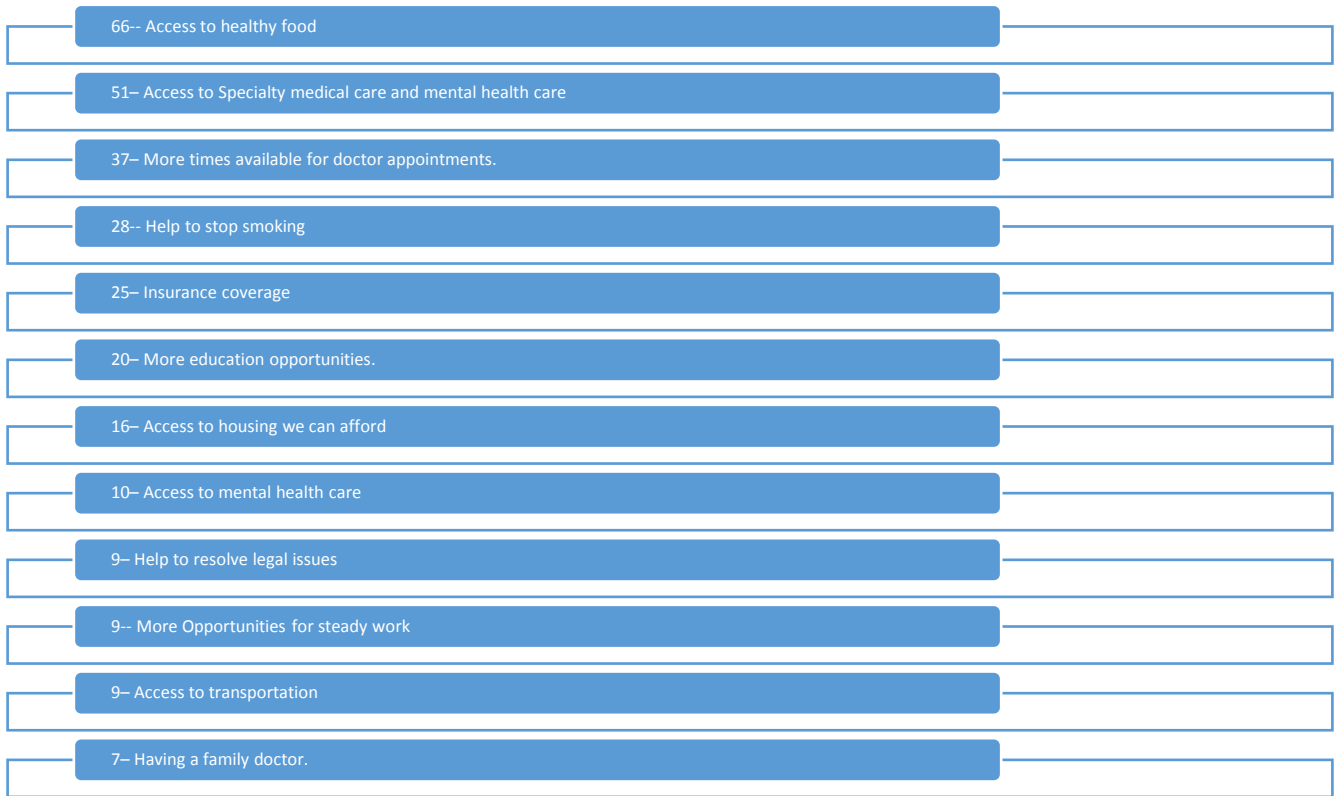 66-- Access to healthy food
51– Access to Specialty medical care and mental health care
37– More times available for doctor appointments.
28-- Help to stop smoking
25– Insurance coverage
20– More education opportunities.
16– Access to housing we can afford
10– Access to mental health care
9– Help to resolve legal issues
9-- More Opportunities for steady work
9– Access to transportation
7– Having a family doctor.